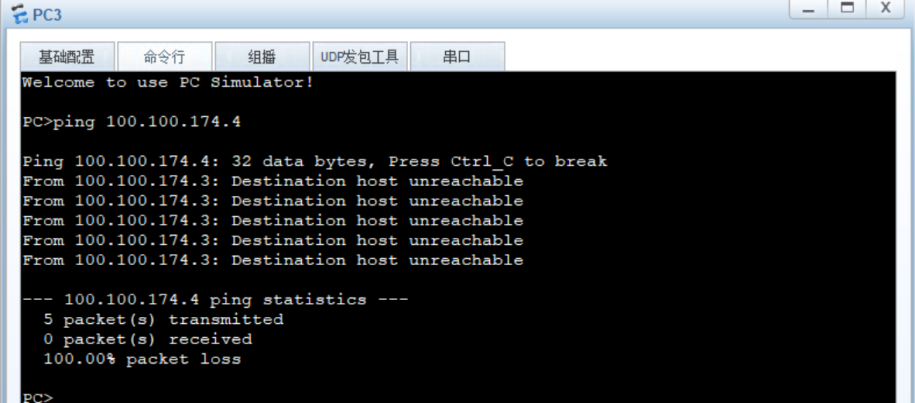 PC3
基础配置 命令行 组播 UDP发包工具 串口
Welcome to use PC Simulator!
PC>ping 100.100.174.4
Ping 100.100.174.4: 32 data bytes, Press Ctrl_C to break
From 100.100.174.3: Destination host unreachable
From 100.100.174.3: Destination host unreachable
From 100.100.174.3: Destination host unreachable
From 100.100.174.3: Destination host unreachable
From 100.100.174.3: Destination host unreachable
--- 100.100.174.4 ping statistics ---
5 packet(s) transmitted
0 packet(s) received
100.00% packet loss
PC>